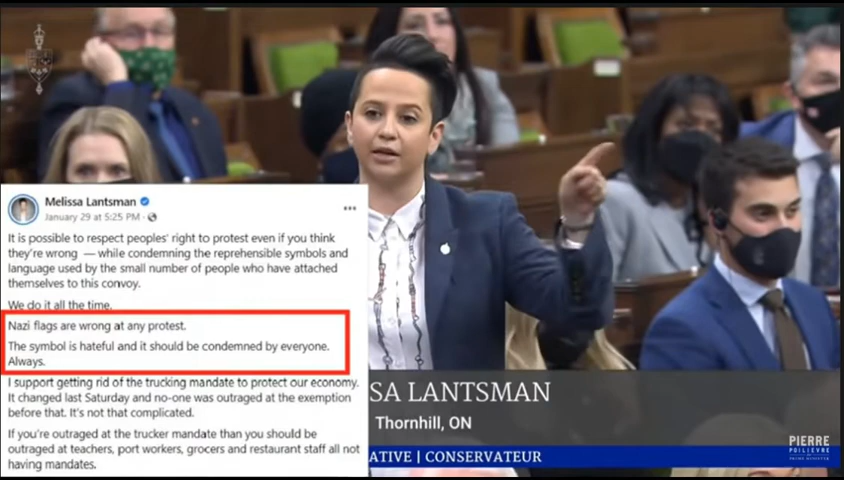 Melissa Lantsman
January 29 at 5:25 PM ·
It is possible to respect peoples' right to protest even if you think
they're wrong — while condemning the reprehensible symbols and
language used by the small number of people who have attached
themselves to this convoy.
We do it all the time.
Nazi flags are wrong at any protest.
The symbol is hateful and it should be condemned by everyone.
Always.
I support getting rid of the trucking mandate to protect our economy.
It changed last Saturday and no-one was outraged at the exemption
before that. It's not that complicated.
If you're outraged at the trucker mandate than you should be
outraged at teachers, port workers, grocers and restaurant staff all not
having mandates.
SA LANTSMAN
Thornhill, ON
ATIVE | CONSERVATEUR
PIERRE
POILIEVRE